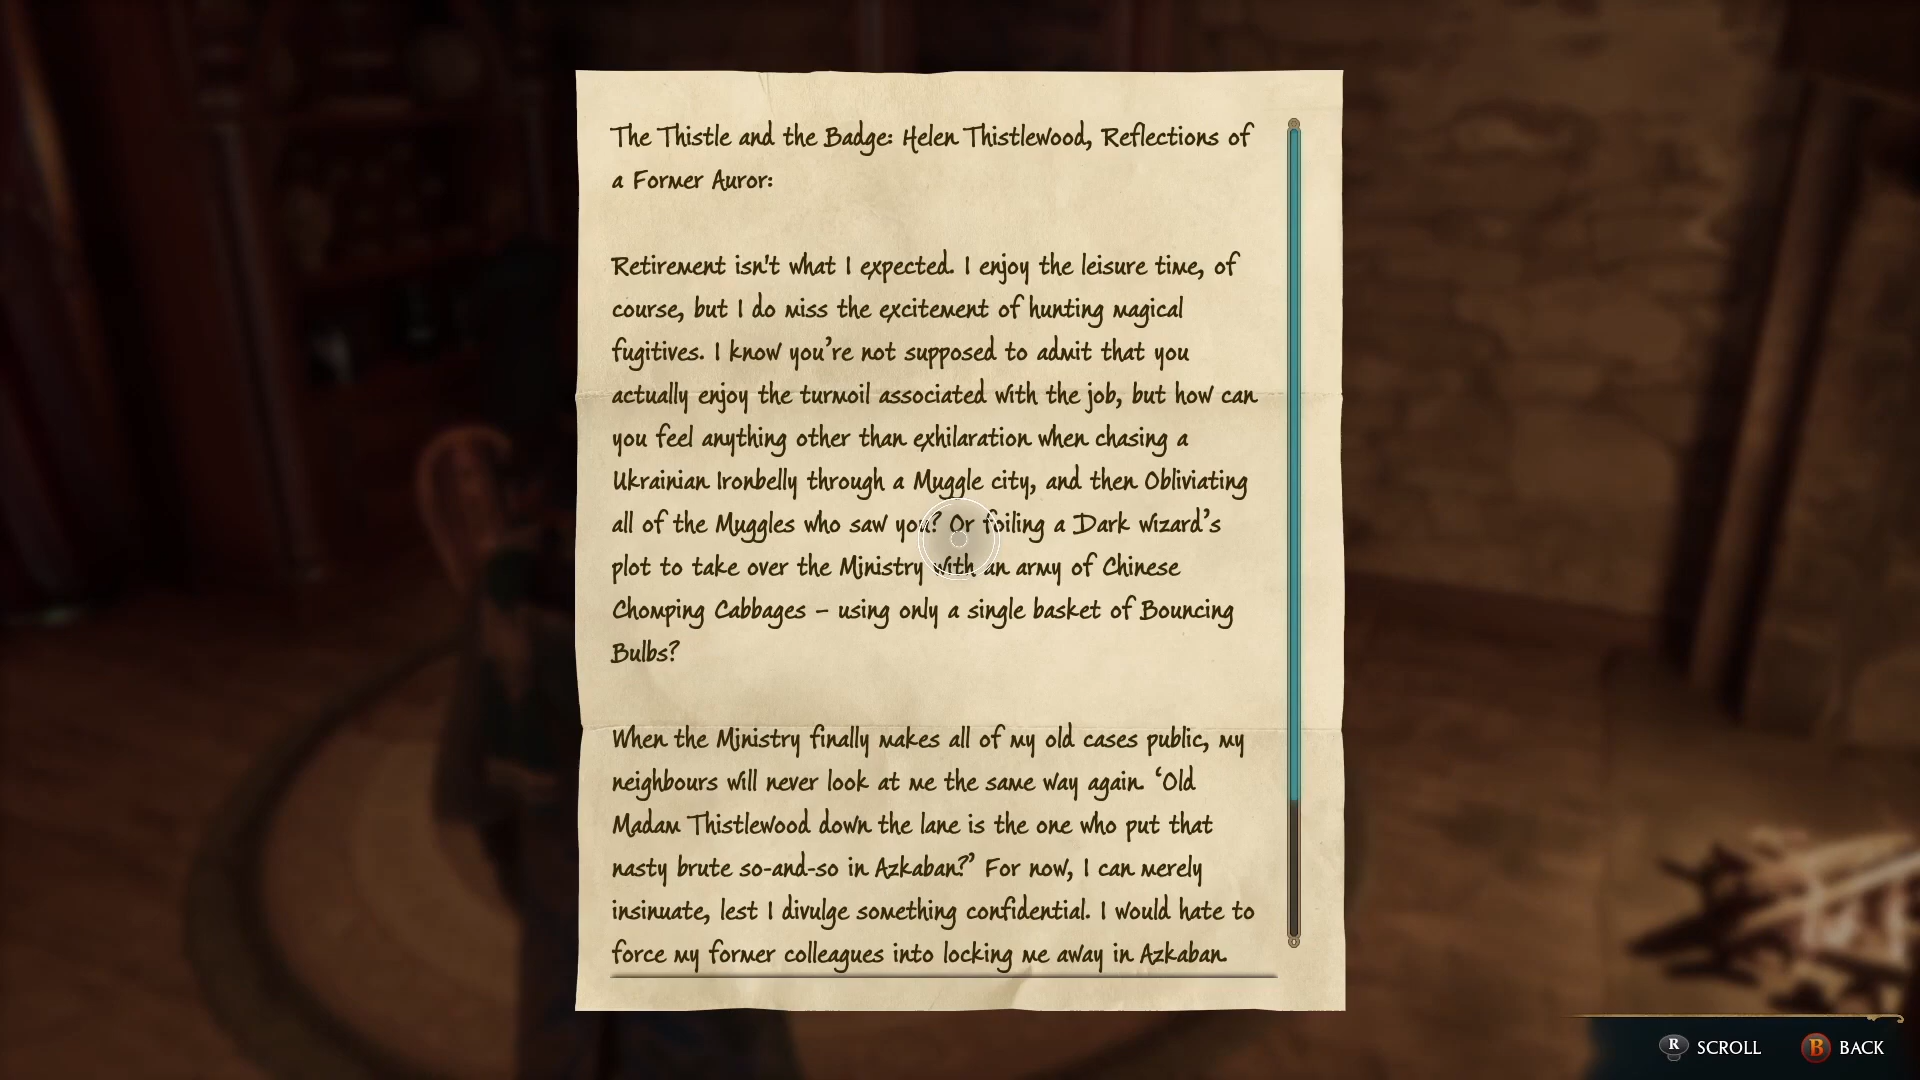 The Thistle and the Badge: Helen Thistlewood, Reflections of
a Former Auror:
Retirement isn't what I expected. I enjoy the leisure time, of
course, but I do miss the excitement of hunting magical
fugitives. I know you're not supposed to admit that you
actually enjoy the turmoil associated with the job, but how can
you feel anything other than exhilaration when chasing a
Ukrainian Ironbelly through a Muggle city, and then Obliviating
all of the Muggles who saw you? Or foiling a Dark wizard's
plot to take over the Ministry with an army of Chinese
Chomping Cabbages – using only a single basket of Bouncing
Bulbs?
When the Ministry finally makes all of my old cases public, my
neighbours will never look at me the same way again. 'Old
Madam Thistlewood down the lane is the one who put that
nasty brute so-and-so in Azkaban?' For now, I can merely
insinuate, lest I divulge something confidential. I would hate to
force my former colleagues into locking me away in Azkaban.
R SCROLL
B BACK